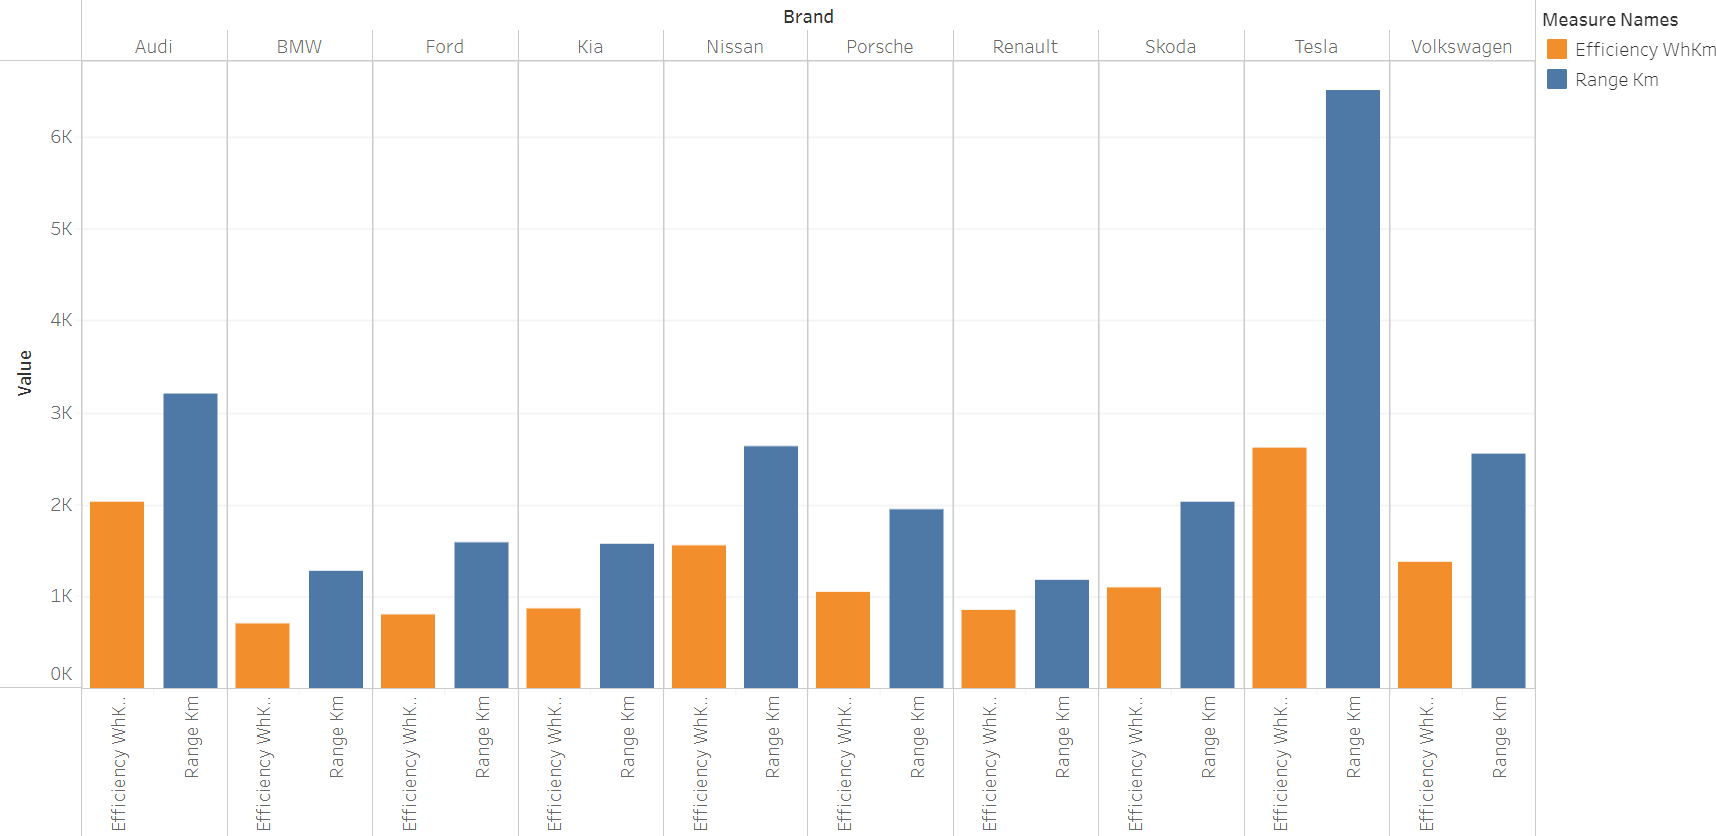 Brand
Measure Names
Audi BMW Ford Kia Nissan Porsche Renault Skoda Tesla Volkswagen
Efficiency WhKm
Range Km
6K
5K
4K
3K
2K
1K
0K
Value
Efficiency WhK..
Range Km
Efficiency WhK..
Range Km
Efficiency WhK..
Range Km
Efficiency WhK..
Range Km
Efficiency WhK..
Range Km
Efficiency WhK..
Range Km
Efficiency WhK..
Range Km
Efficiency WhK..
Range Km
Efficiency WhK..
Range Km
Efficiency WhK..
Range Km